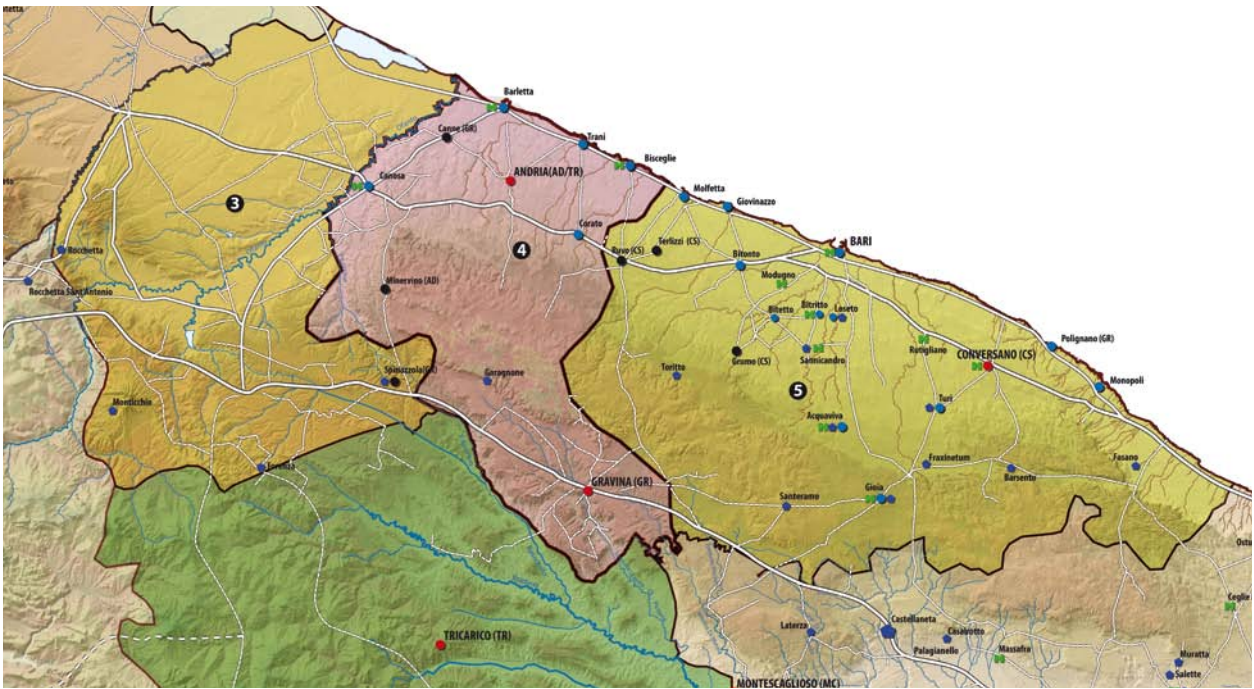 Barletta
Canne (GR)
Trani
Bisceglie
ANDRIA(AD/TR)
Canosa
Molfetta
Giovinazzo
3
Corato
4
Terlizzi (CS)
Ruvo (CS)
BARI
Bitonto
Rocchetta
Modugno
Rocchetta Sant'Antonio
Minervino (AD)
Bitritto
Bitetto
Loseto
Rutigliano
Polignano (GR)
Grumo (CS)
Sannicandro
CONVERSANO (CS)
Spinazzola(GR)
Garagnone
Toritto
5
Monopoli
Monticchio
Turi
Acquaviva
Forenza
Fraxinetum
Barsento
Fasano
GRAVINA (GR)
Santeramo
Gioia
Ostu
Ceglie
Laterza
Castellaneta
Casalrotto
TRICARICO (TR)
Palagianello
Massafra
Muratta
Salette
MONTESCAGLIOSO (MC)